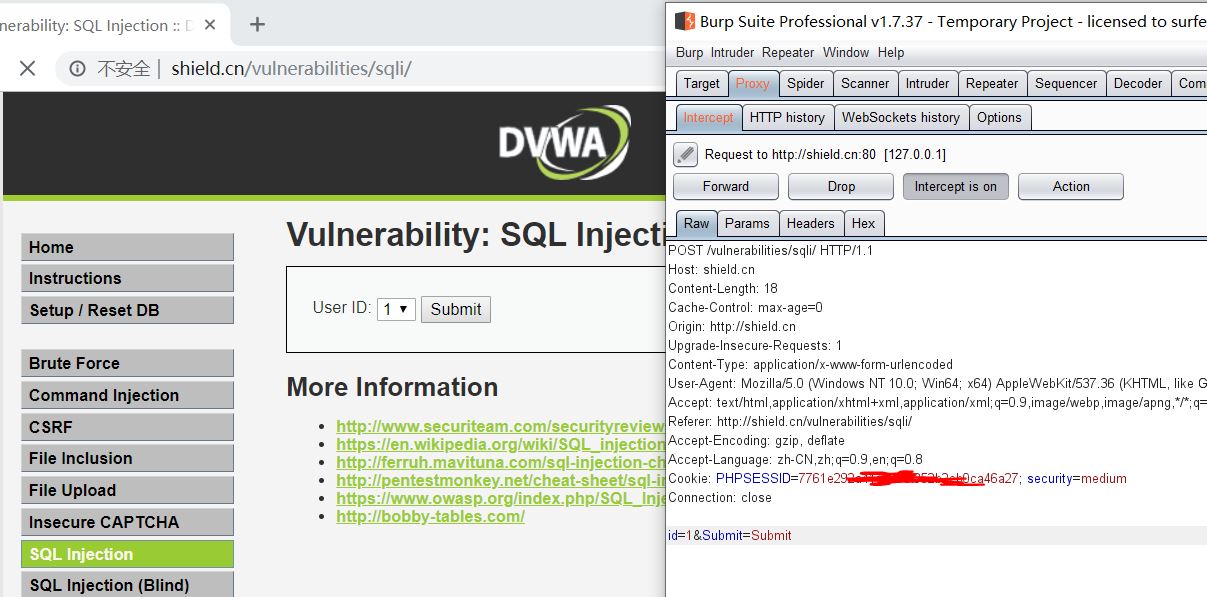 nerability: SQL Injection ::
不安全 | shield.cn/vulnerabilities/sqli/
DVWA
Home
Instructions
Setup / Reset DB
Brute Force
Command Injection
CSRF
File Inclusion
File Upload
Insecure CAPTCHA
SQL Injection
SQL Injection (Blind)
Vulnerability: SQL Injecti
User ID: 1 Submit
More Information
http://www.securiteam.com/securityreview
https://en.wikipedia.org/wiki/SQL_injection
http://ferruh.mavituna.com/sql-injection-ch
http://pentestmonkey.net/cheat-sheet/sql-i
https://www.owasp.org/index.php/SQL_Inje
http://bobby-tables.com/
Burp Suite Professional v1.7.37 - Temporary Project - licensed to surfe
Burp Intruder Repeater Window Help
Target Proxy Spider Scanner Intruder Repeater Sequencer Decoder Com
Intercept HTTP history WebSockets history Options
Request to http://shield.cn:80 [127.0.0.1]
Forward Drop Intercept is on Action
Raw Params Headers Hex
POST /vulnerabilities/sqli/ HTTP/1.1
Host: shield.cn
Content-Length: 18
Cache-Control: max-age=0
Origin: http://shield.cn
Upgrade-Insecure-Requests: 1
Content-Type: application/x-www-form-urlencoded
User-Agent: Mozilla/5.0 (Windows NT 10.0; Win64; x64) AppleWebKit/537.36 (KHTML, like G
Accept: text/html,application/xhtml+xml,application/xml;q=0.9,image/webp,image/apng,*/*;q=
Referer: http://shield.cn/vulnerabilities/sqli/
Accept-Encoding: gzip, deflate
Accept-Language: zh-CN,zh;q=0.9,en;q=0.8
Cookie: security=medium
Connection: close
id=1&Submit=Submit